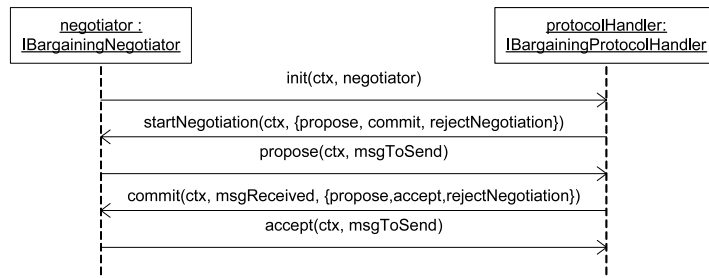 negotiator :
IBargainingNegotiator
protocolHandler:
IBargainingProtocolHandler
init(ctx, negotiator)
startNegotiation(ctx, {propose, commit, rejectNegotiation})
propose(ctx, msgToSend)
commit(ctx, msgReceived, {propose,accept,rejectNegotiation})
accept(ctx, msgToSend)